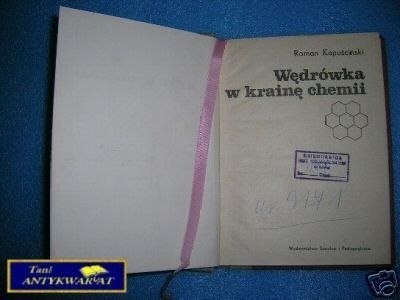 Roman Kapuściński
Wędrówka
w krainę chemii
Wydawnictwa Szkolne i Pedagogiczne
Tani
ANTYKWARIAT